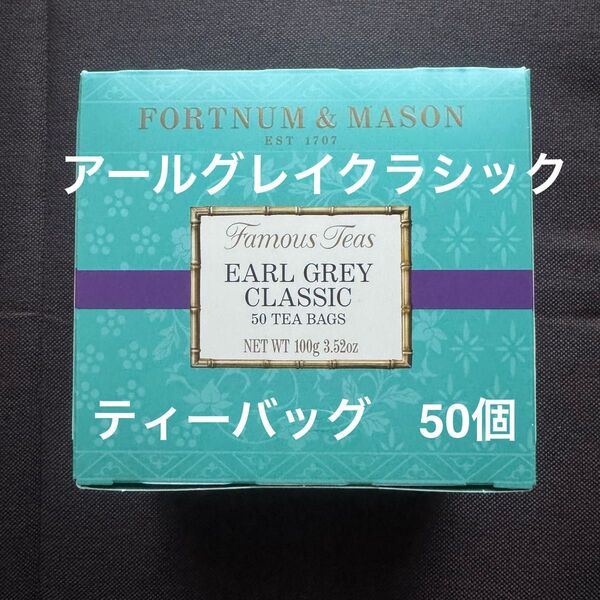 FORTNUM & MASON
EST 1707
アールグレイクラシック
Famous Teas
EARL GREY
CLASSIC
50 TEA BAGS
NET WT 100g 3.52oz
ティーバッグ　50個